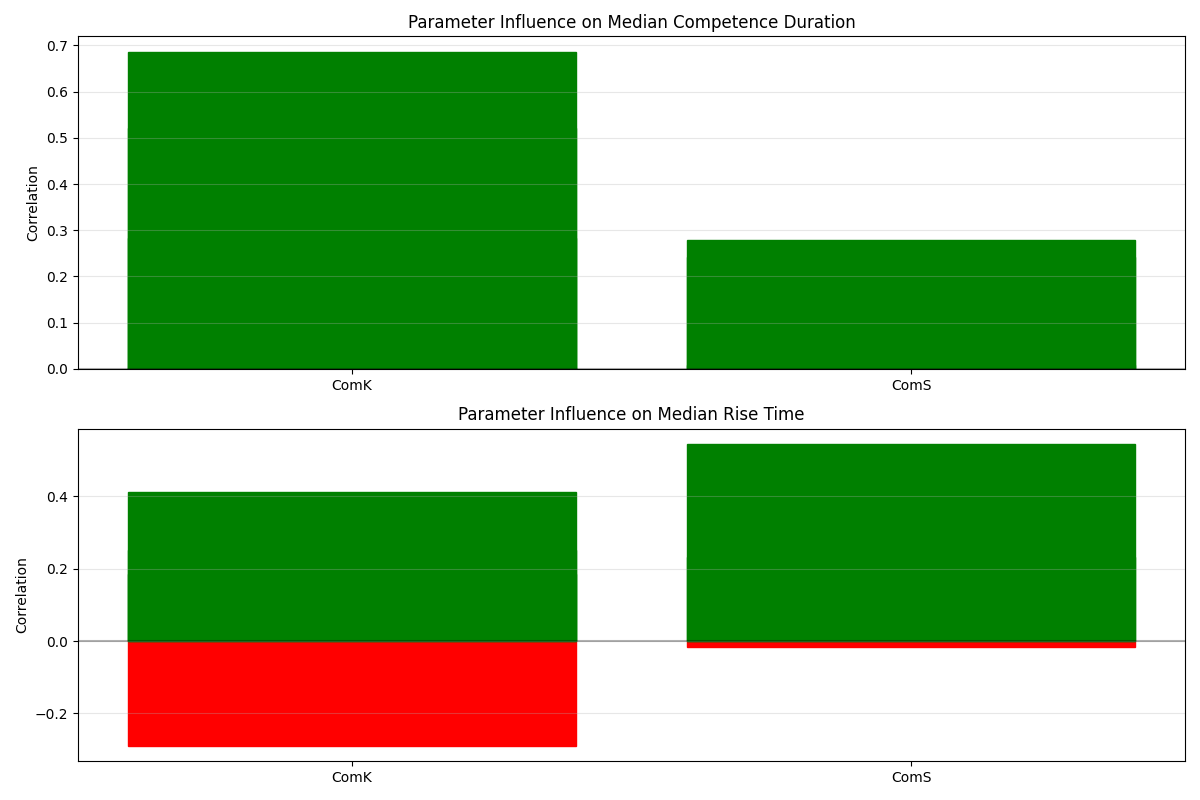 Parameter Influence on Median Competence Duration
Correlation
0.7
0.6
0.5
0.4
0.3
0.2
0.1
0.0
ComK
ComS
Parameter Influence on Median Rise Time
Correlation
0.4
0.2
0.0
−0.2
ComK
ComS